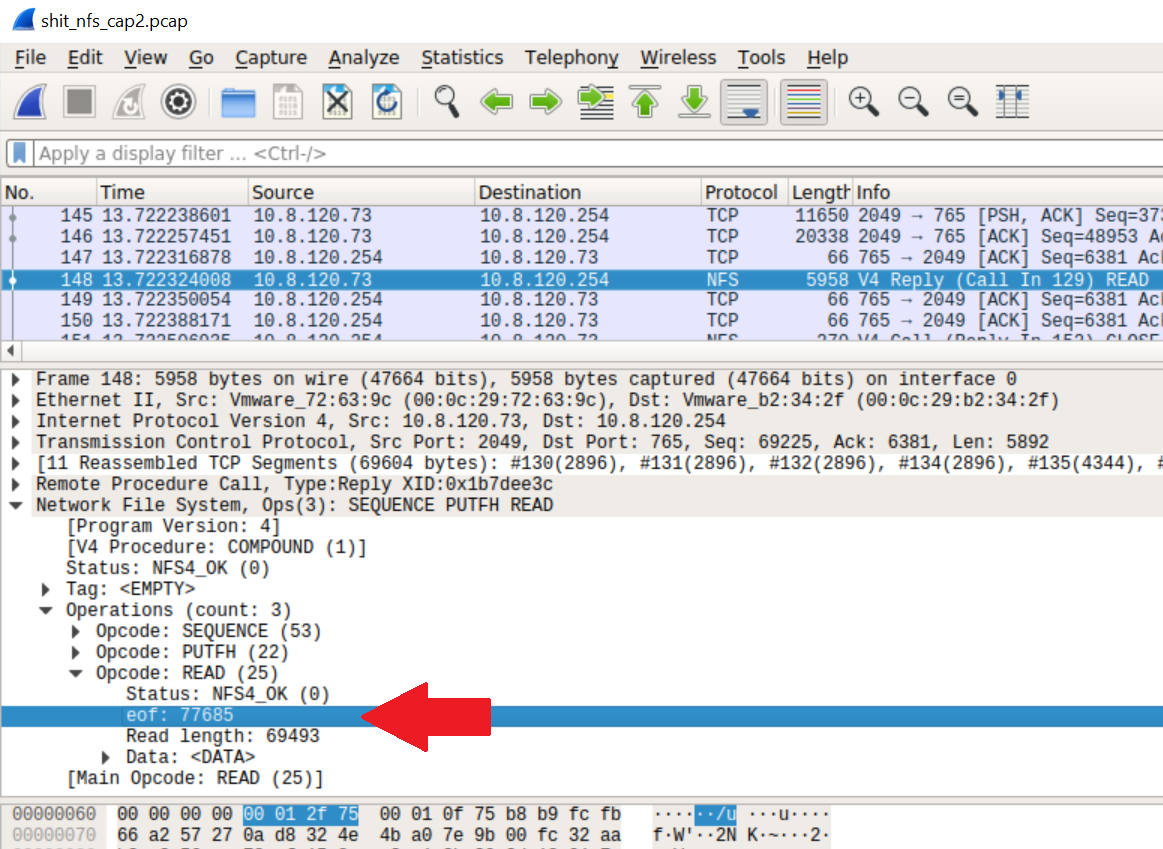 shit_nfs_cap2.pcap
File Edit View Go Capture Analyze Statistics Telephony Wireless Tools Help
Apply a display filter ... <Ctrl-/>
No. Time Source Destination Protocol Length Info
145 13.722238601 10.8.120.73 10.8.120.254 TCP 11650 2049 → 765 [PSH, ACK] Seq=373
146 13.722257451 10.8.120.73 10.8.120.254 TCP 20338 2049 → 765 [ACK] Seq=48953 Ac
147 13.722316878 10.8.120.254 10.8.120.73 TCP 66 765 → 2049 [ACK] Seq=6381 Ack
148 13.722324008 10.8.120.73 10.8.120.254 NFS 5958 V4 Reply (Call In 129) READ
149 13.722350054 10.8.120.254 10.8.120.73 TCP 66 765 → 2049 [ACK] Seq=6381 Ack
150 13.722388171 10.8.120.254 10.8.120.73 TCP 66 765 → 2049 [ACK] Seq=6381 Ack
Frame 148: 5958 bytes on wire (47664 bits), 5958 bytes captured (47664 bits) on interface 0
Ethernet II, Src: Vmware_72:63:9c (00:0c:29:72:63:9c), Dst: Vmware_b2:34:2f (00:0c:29:b2:34:2f)
Internet Protocol Version 4, Src: 10.8.120.73, Dst: 10.8.120.254
Transmission Control Protocol, Src Port: 2049, Dst Port: 765, Seq: 69225, Ack: 6381, Len: 5892
[11 Reassembled TCP Segments (69604 bytes): #130(2896), #131(2896), #132(2896), #134(2896), #135(4344), #
Remote Procedure Call, Type:Reply XID:0x1b7dee3c
Network File System, Ops(3): SEQUENCE PUTFH READ
[Program Version: 4]
[V4 Procedure: COMPOUND (1)]
Status: NFS4_OK (0)
Tag: <EMPTY>
Operations (count: 3)
Opcode: SEQUENCE (53)
Opcode: PUTFH (22)
Opcode: READ (25)
Status: NFS4_OK (0)
eof: 77685
Read length: 69493
Data: <DATA>
[Main Opcode: READ (25)]
00000060 00 00 00 00 00 01 2f 75 00 01 0f 75 b8 b9 fc fb ······/u ···u····
00000070 66 a2 57 27 0a d8 32 4e 4b a0 7e 9b 00 fc 32 aa f·W'··2N K·~···2·